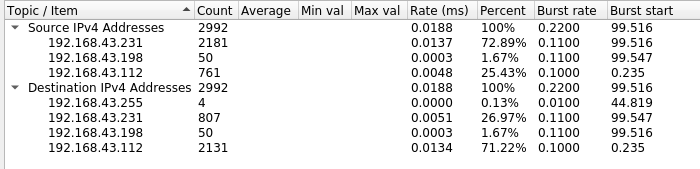 Topic / Item Count Average Min val Max val Rate (ms) Percent Burst rate Burst start
Source IPv4 Addresses 2992 0.0188 100% 0.2200 99.516
192.168.43.231 2181 0.0137 72.89% 0.1100 99.516
192.168.43.198 50 0.0003 1.67% 0.1100 99.547
192.168.43.112 761 0.0048 25.43% 0.1000 0.235
Destination IPv4 Addresses 2992 0.0188 100% 0.2200 99.516
192.168.43.255 4 0.0000 0.13% 0.0100 44.819
192.168.43.231 807 0.0051 26.97% 0.1100 99.547
192.168.43.198 50 0.0003 1.67% 0.1100 99.516
192.168.43.112 2131 0.0134 71.22% 0.1000 0.235